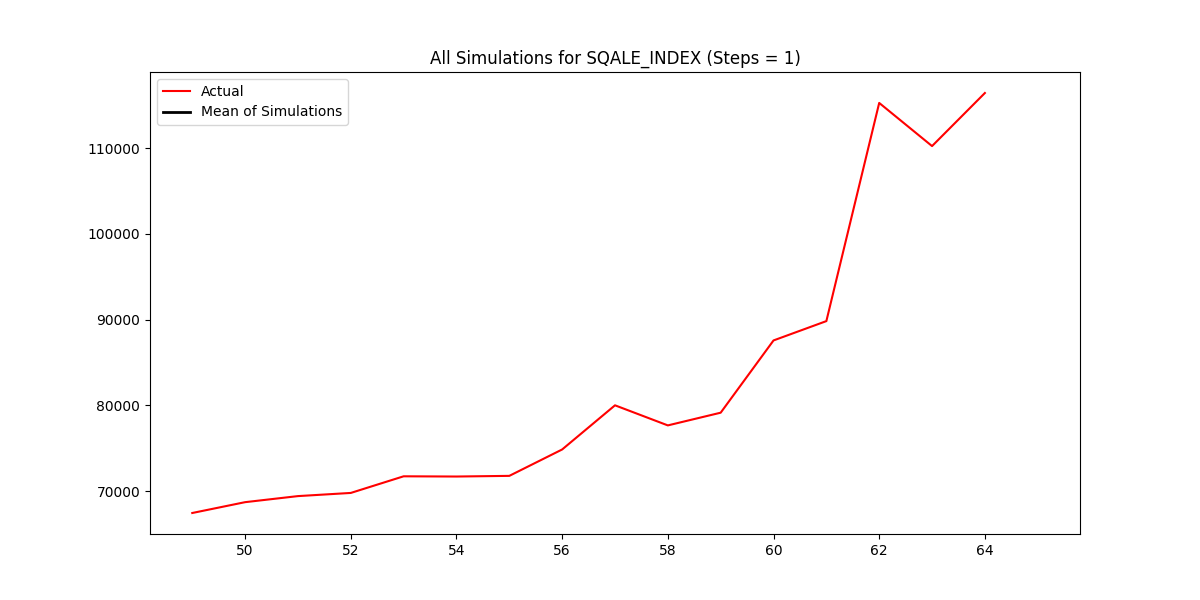 All Simulations for SQALE_INDEX (Steps = 1)
Actual
Mean of Simulations
110000
100000
90000
80000
70000
50 52 54 56 58 60 62 64